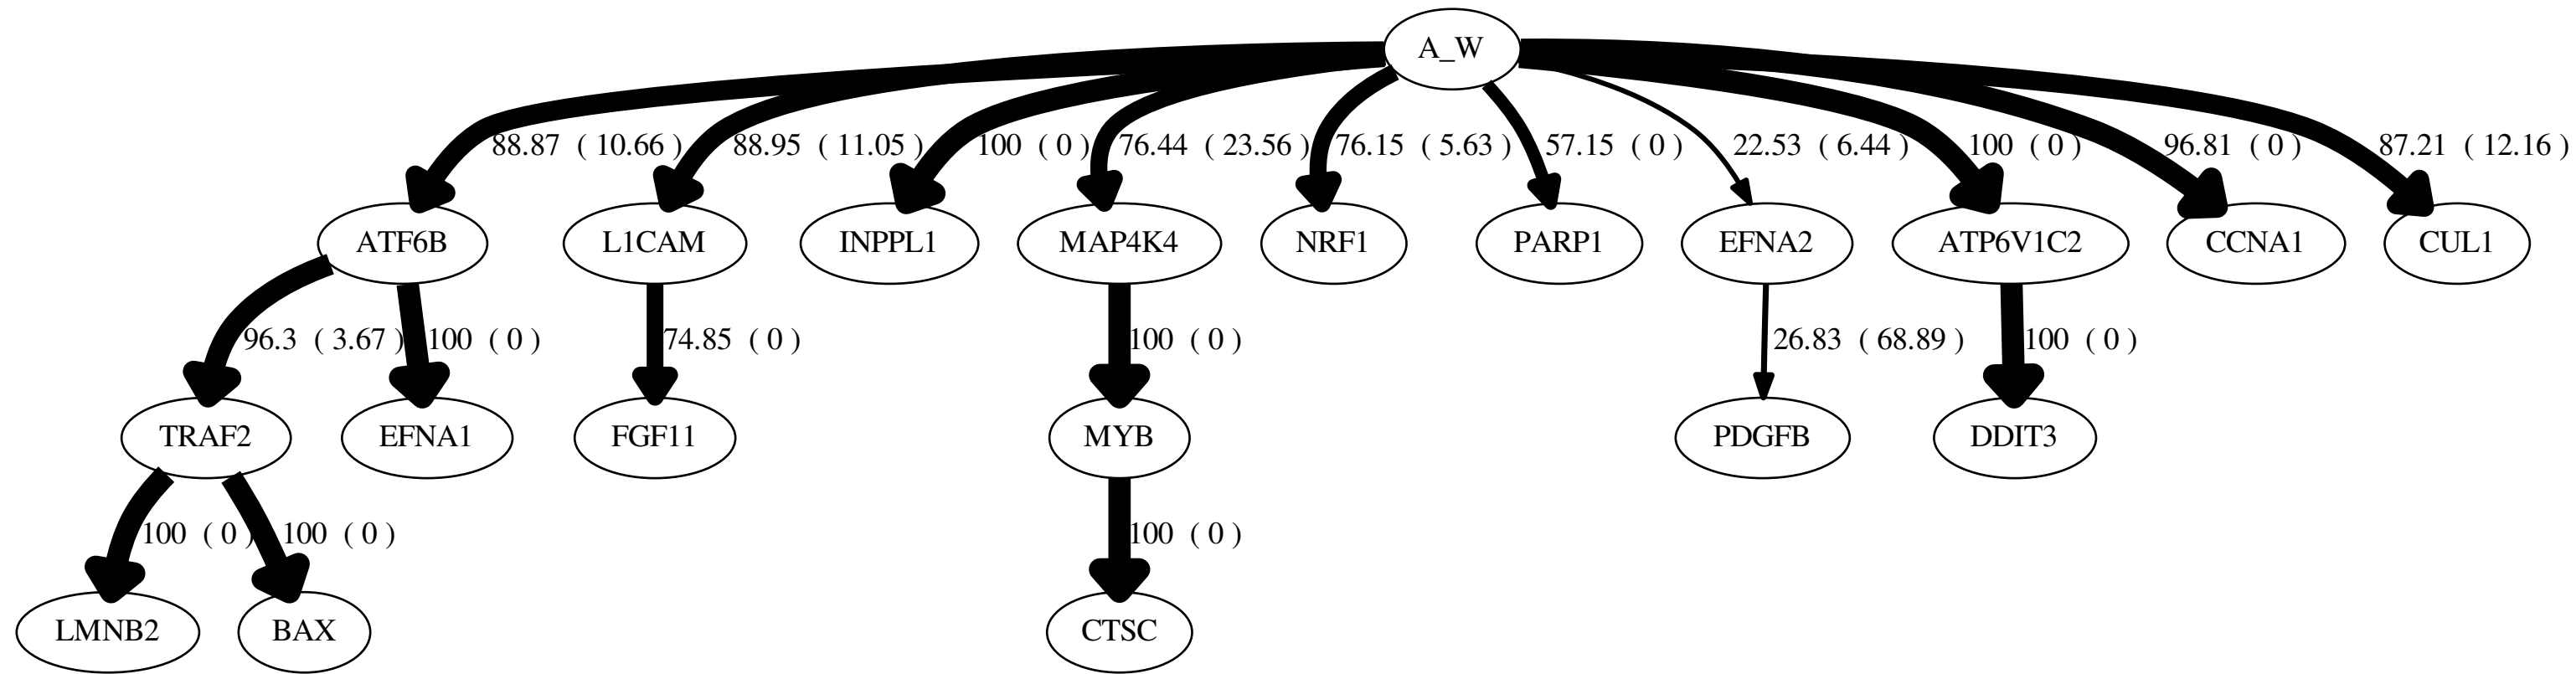 A_W
88.87 ( 10.66 ) 88.95 ( 11.05 ) 100 ( 0 ) 76.44 ( 23.56 ) 76.15 ( 5.63 ) 57.15 ( 0 ) 22.53 ( 6.44 ) 100 ( 0 ) 96.81 ( 0 ) 87.21 ( 12.16 )
ATF6B L1CAM INPPL1 MAP4K4 NRF1 PARP1 EFNA2 ATP6V1C2 CCNA1 CUL1
96.3 ( 3.67 ) 100 ( 0 ) 74.85 ( 0 ) 100 ( 0 ) 26.83 ( 68.89 ) 100 ( 0 )
TRAF2 EFNA1 FGF11 MYB PDGFB DDIT3
100 ( 0 ) 100 ( 0 ) 100 ( 0 )
LMNB2 BAX CTSC